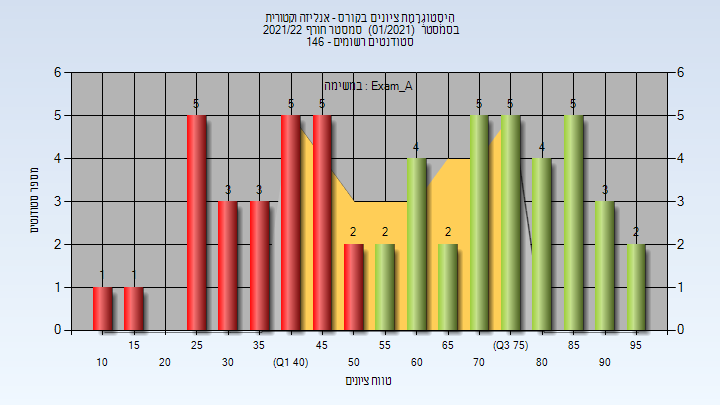 היסטוגרמת ציונים בקורס - אנליזה וקטורית
בסמסטר (01/2021) סמסטר חורף 2021/22
סטודנטים רשומים - 146
במשימה : Exam_A
מספר סטודנטים
6 6
5 5
4 4
3 3
2 2
1 1
0 0
1 1 5 3 3 5 5 2 2 4 2 5 5 4 5 3 2
15 25 35 45 55 65 (Q3 75) 85 95
10 20 30 (Q1 40) 50 60 70 80 90
טווח ציונים